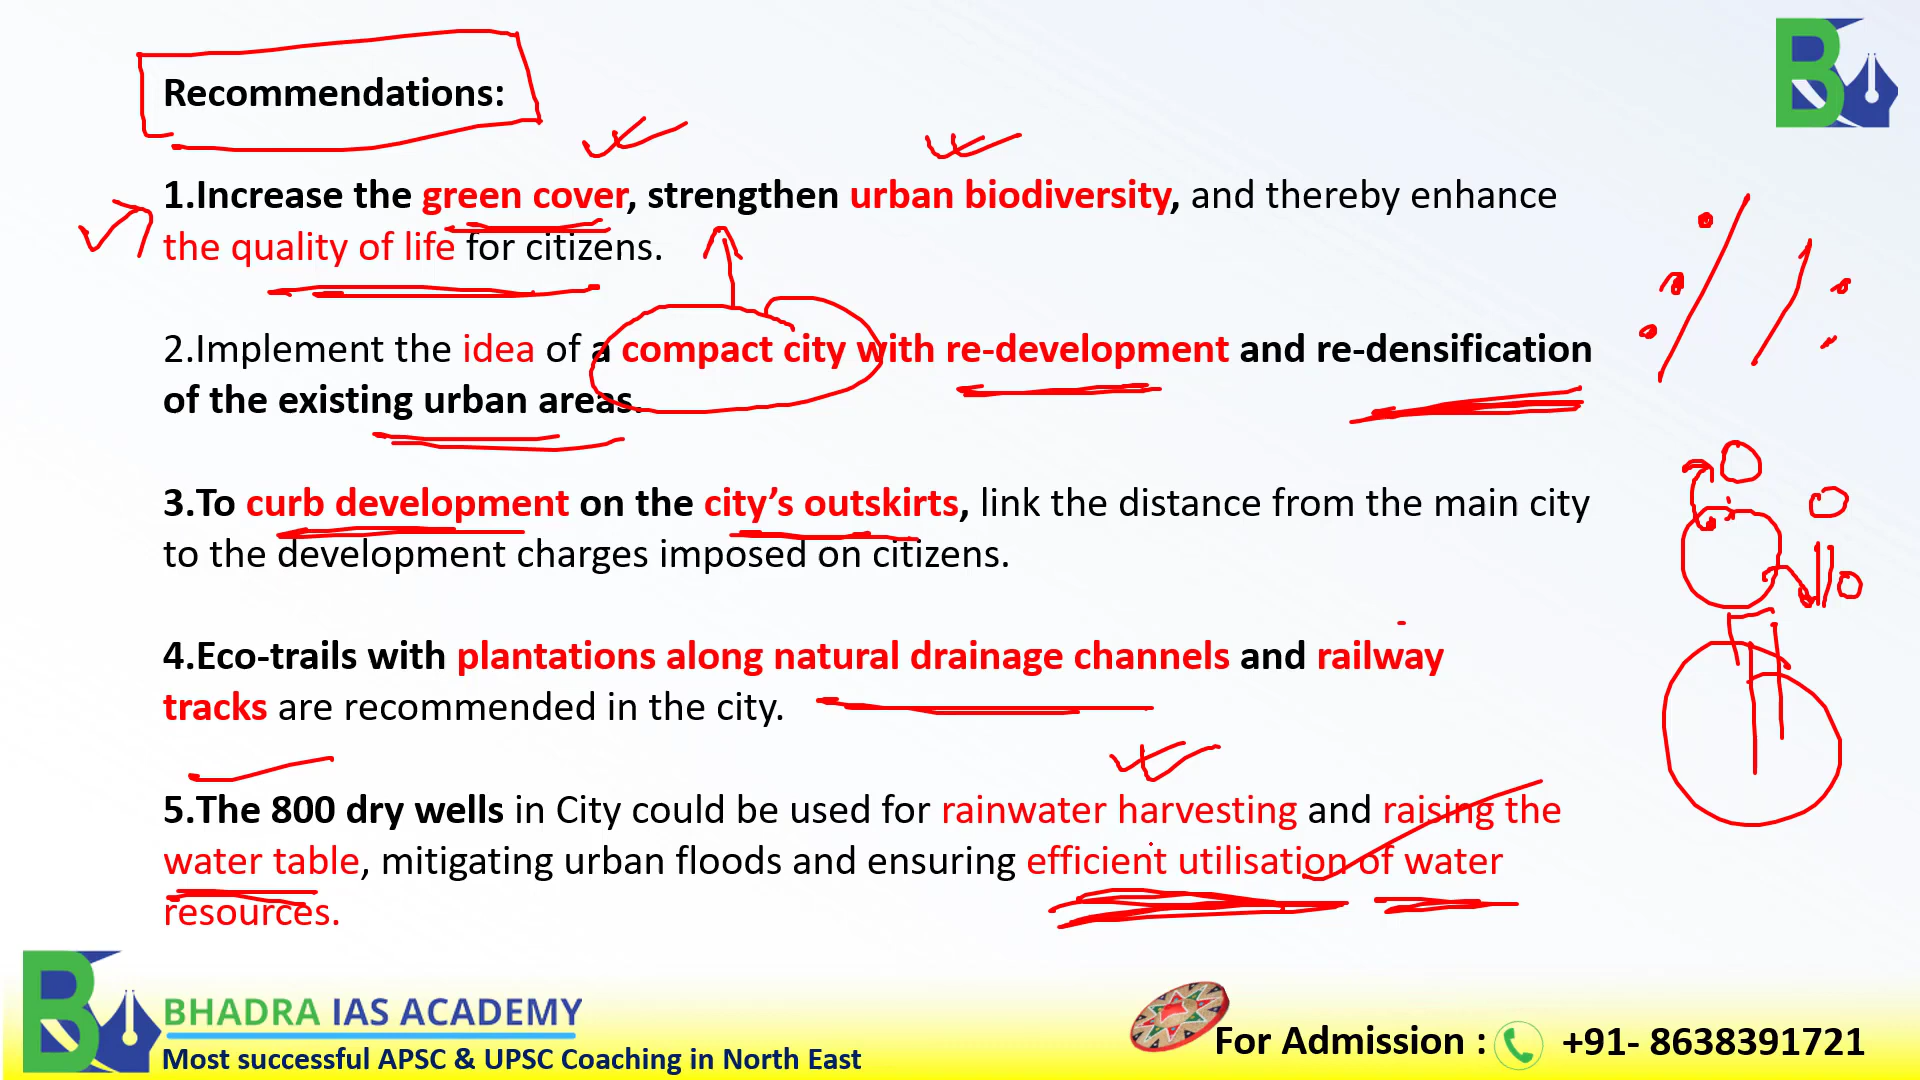 Recommendations:
1.Increase the green cover, strengthen urban biodiversity, and thereby enhance
the quality of life for citizens.
2.Implement the idea of a compact city with re-development and re-densification
of the existing urban areas.
3.To curb development on the city’s outskirts, link the distance from the main city
to the development charges imposed on citizens.
4.Eco-trails with plantations along natural drainage channels and railway
tracks are recommended in the city.
5.The 800 dry wells in City could be used for rainwater harvesting and raising the
water table, mitigating urban floods and ensuring efficient utilisation of water
resources.
BHADRA IAS ACADEMY
Most successful APSC & UPSC Coaching in North East
For Admission : +91- 8638391721